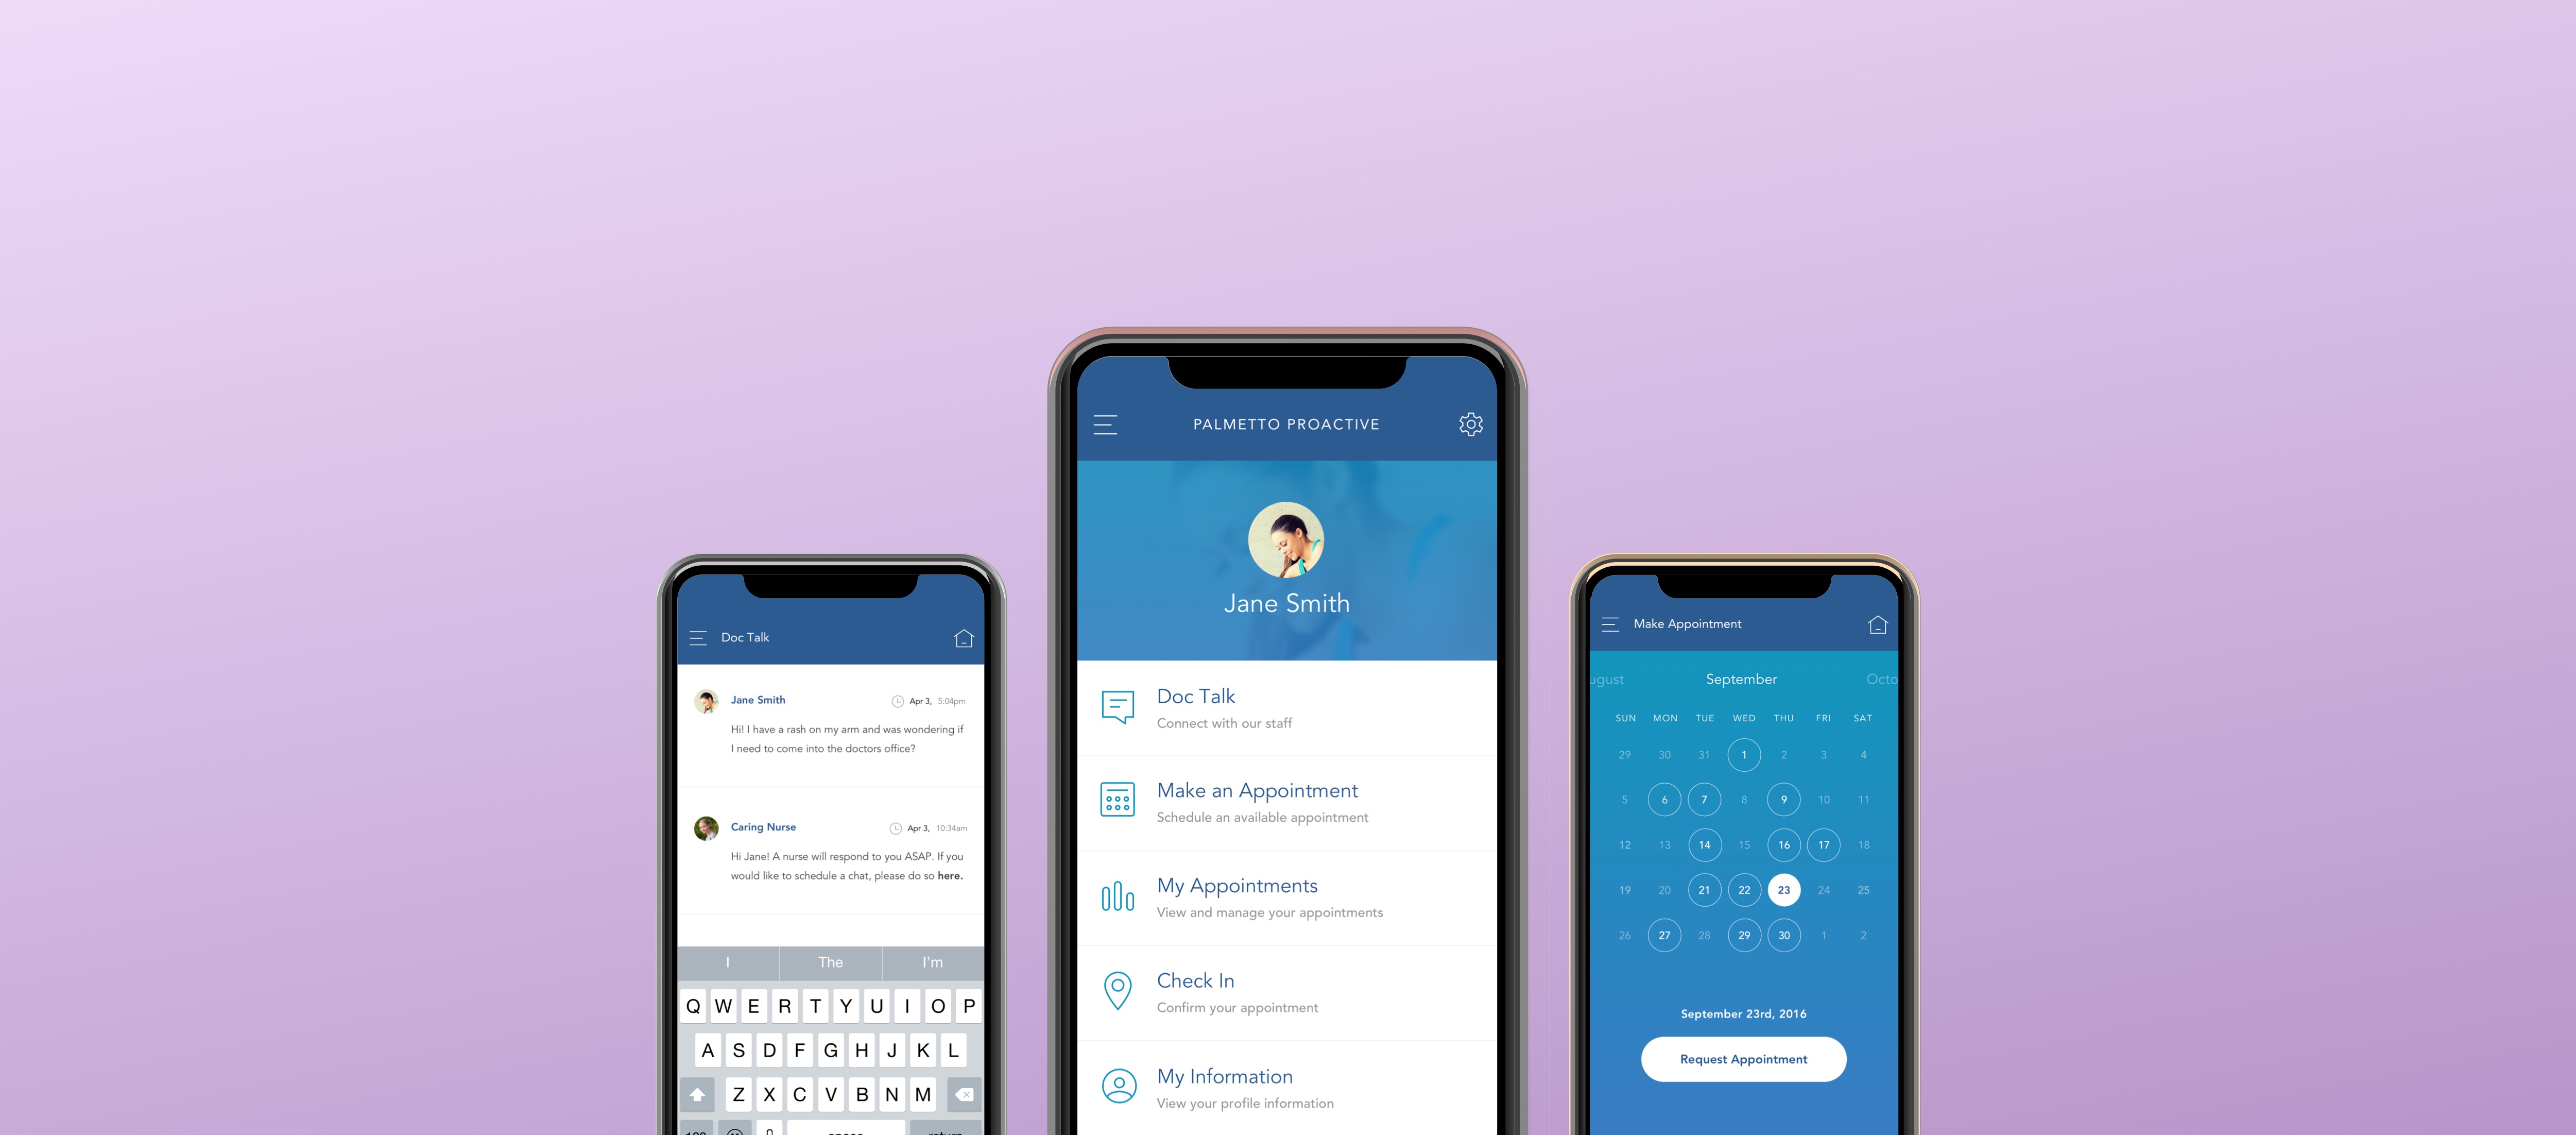 Doc Talk
Jane Smith
Apr 3, 5:04pm
Hi! I have a rash on my arm and was wondering if
I need to come into the doctors office?
Caring Nurse
Apr 3, 10:34am
Hi Jane! A nurse will respond to you ASAP. If you
would like to schedule a chat, please do so here.
I The I'm
Q W E R T Y U I O P
A S D F G H J K L
Z X C V B N M
123 space return
PALMETTO PROACTIVE
Jane Smith
Doc Talk
Connect with our staff
Make an Appointment
Schedule an available appointment
My Appointments
View and manage your appointments
Check In
Confirm your appointment
My Information
View your profile information
Make Appointment
ugust September Octo
SUN MON TUE WED THU FRI SAT
29 30 31 1 2 3 4
5 6 7 8 9 10 11
12 13 14 15 16 17 18
19 20 21 22 23 24 25
26 27 28 29 30 1 2
September 23rd, 2016
Request Appointment